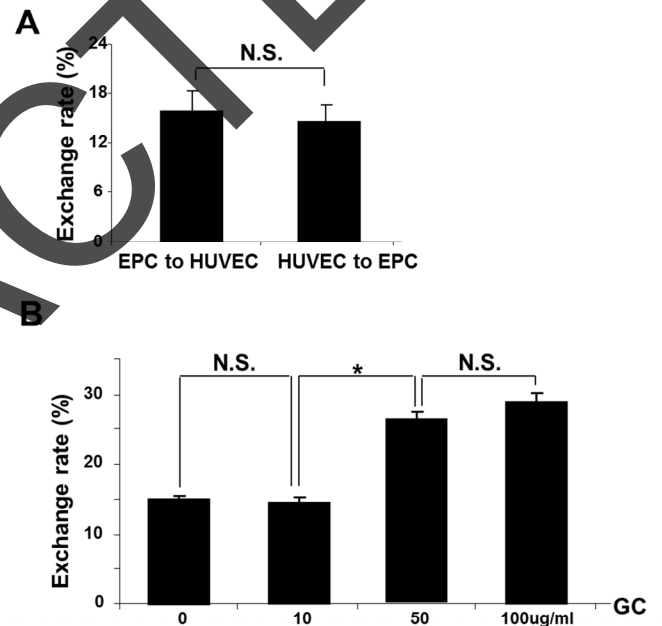 A
24
N.S.
18
12
6
0
Exchange rate (%)
EPC to HUVEC HUVEC to EPC
B
N.S. * N.S.
30
20
10
0
Exchange rate (%)
0 10 50 100ug/ml GC